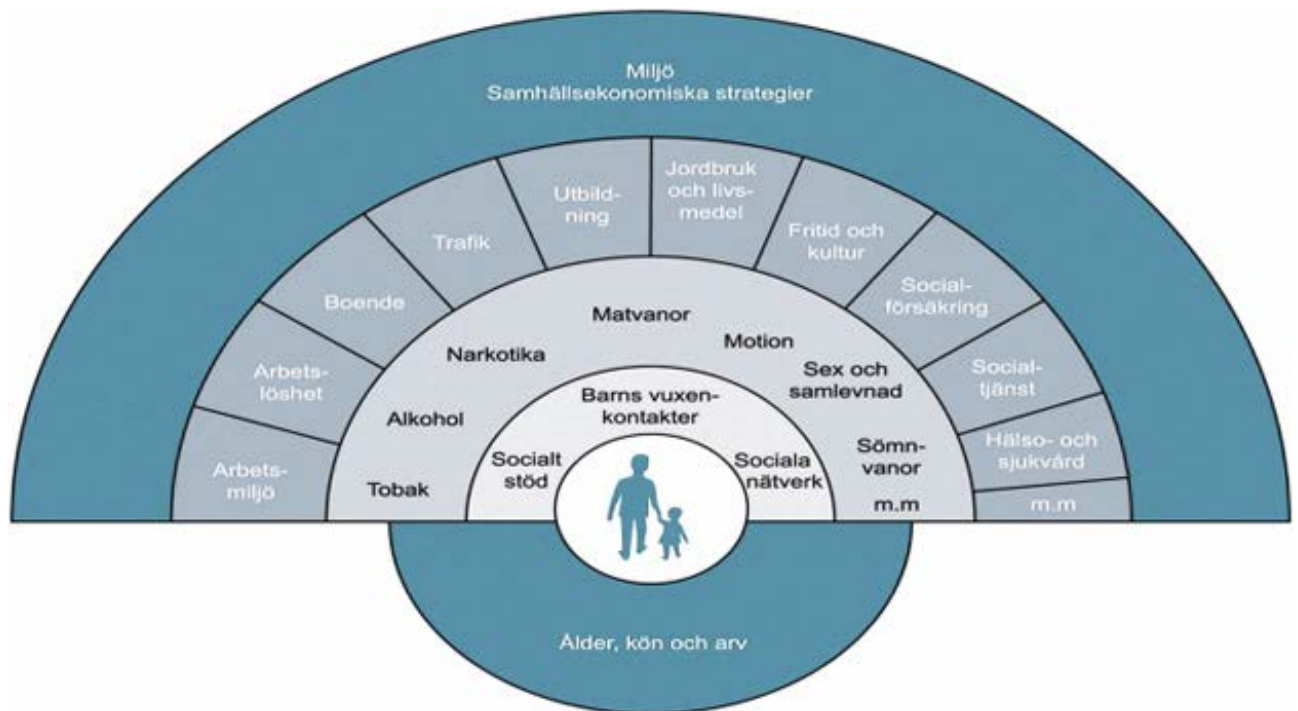 Miljö
Samhällsekonomiska strategier
Jordbruk
och livs-
medel
Utbild-
ning
Trafik
Fritid och
kultur
Boende
Social-
försäkring
Arbets-
löshet
Social-
tjänst
Arbets-
miljö
Hälso- och
sjukvård
m.m
Matvanor
Narkotika
Motion
Sex och
samlevnad
Alkohol
Sömn-
vanor
Tobak
m.m
Barns vuxen-
kontakter
Socialt
stöd
Sociala
nätverk
Ålder, kön och arv